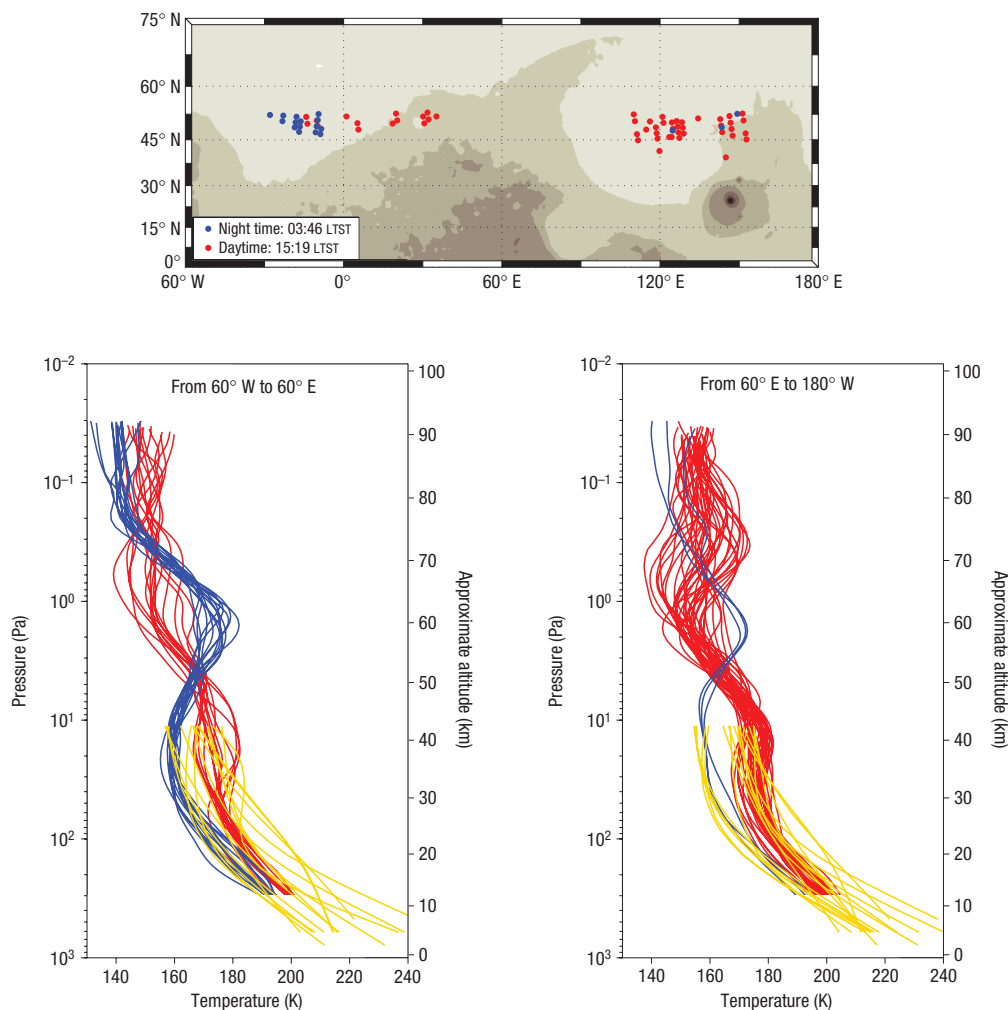 75° N
60° N
45° N
30° N
15° N
0°
Night time: 03:46 LTST
Daytime: 15:19 LTST
60° W
0°
60° E
120° E
180° E
From 60° W to 60° E
10⁻²
10⁻¹
10⁰
10¹
10²
10³
Pressure (Pa)
100
90
80
70
60
50
40
30
20
10
0
Approximate altitude (km)
140
160
180
200
220
240
Temperature (K)
From 60° E to 180° W
10⁻²
10⁻¹
10⁰
10¹
10²
10³
Pressure (Pa)
100
90
80
70
60
50
40
30
20
10
0
Approximate altitude (km)
140
160
180
200
220
240
Temperature (K)